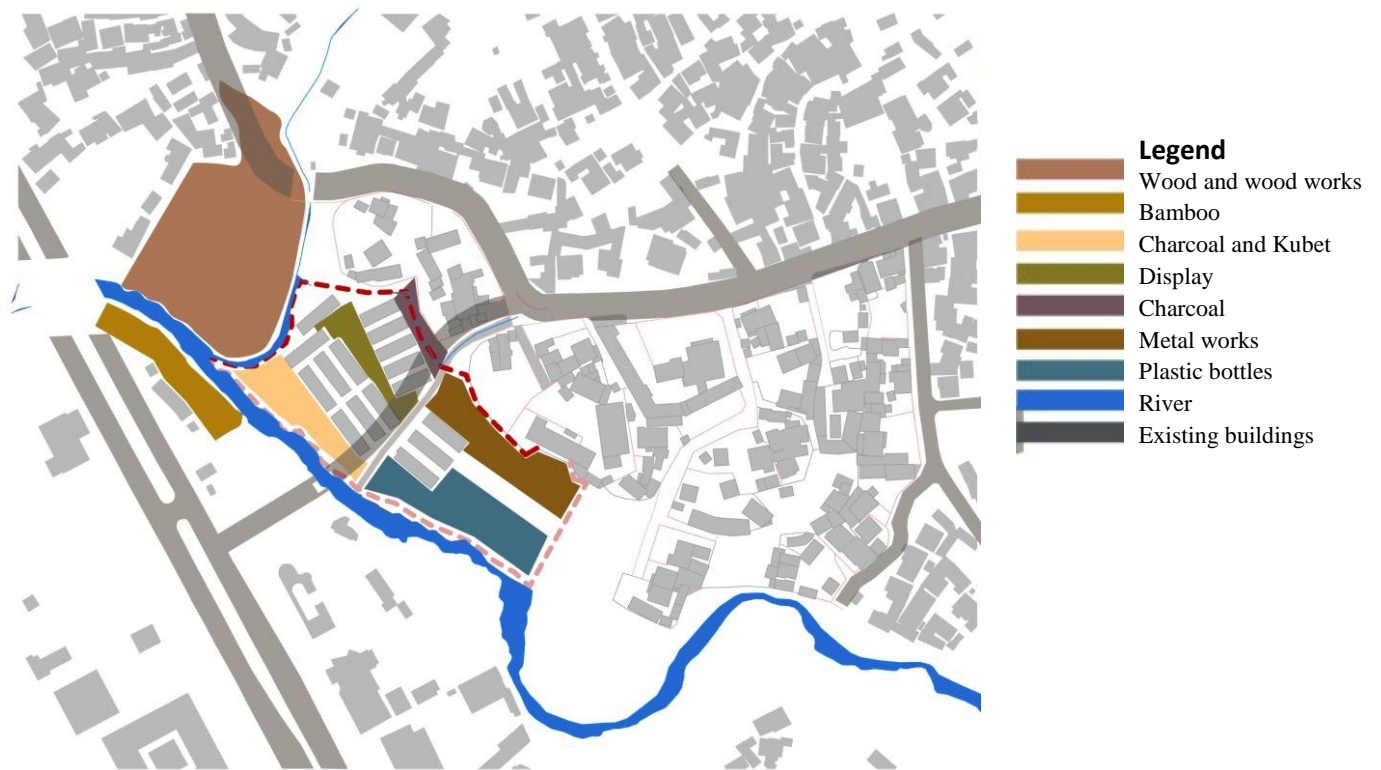 Legend
Wood and wood works
Bamboo
Charcoal and Kubet
Display
Charcoal
Metal works
Plastic bottles
River
Existing buildings